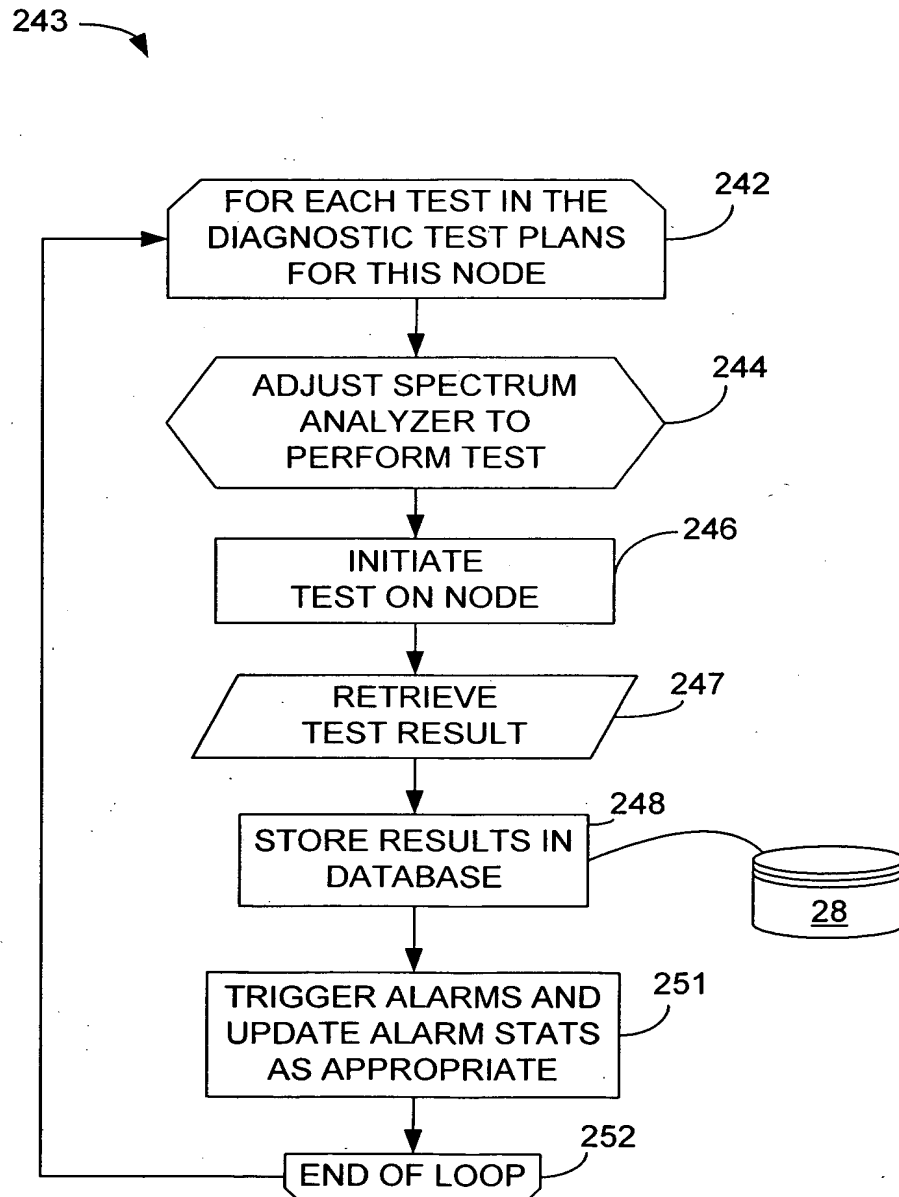 243
FOR EACH TEST IN THE
DIAGNOSTIC TEST PLANS
FOR THIS NODE
242
ADJUST SPECTRUM
ANALYZER TO
PERFORM TEST
244
INITIATE
TEST ON NODE
246
RETRIEVE
TEST RESULT
247
STORE RESULTS IN
DATABASE
248
28
TRIGGER ALARMS AND
UPDATE ALARM STATS
AS APPROPRIATE
251
END OF LOOP
252